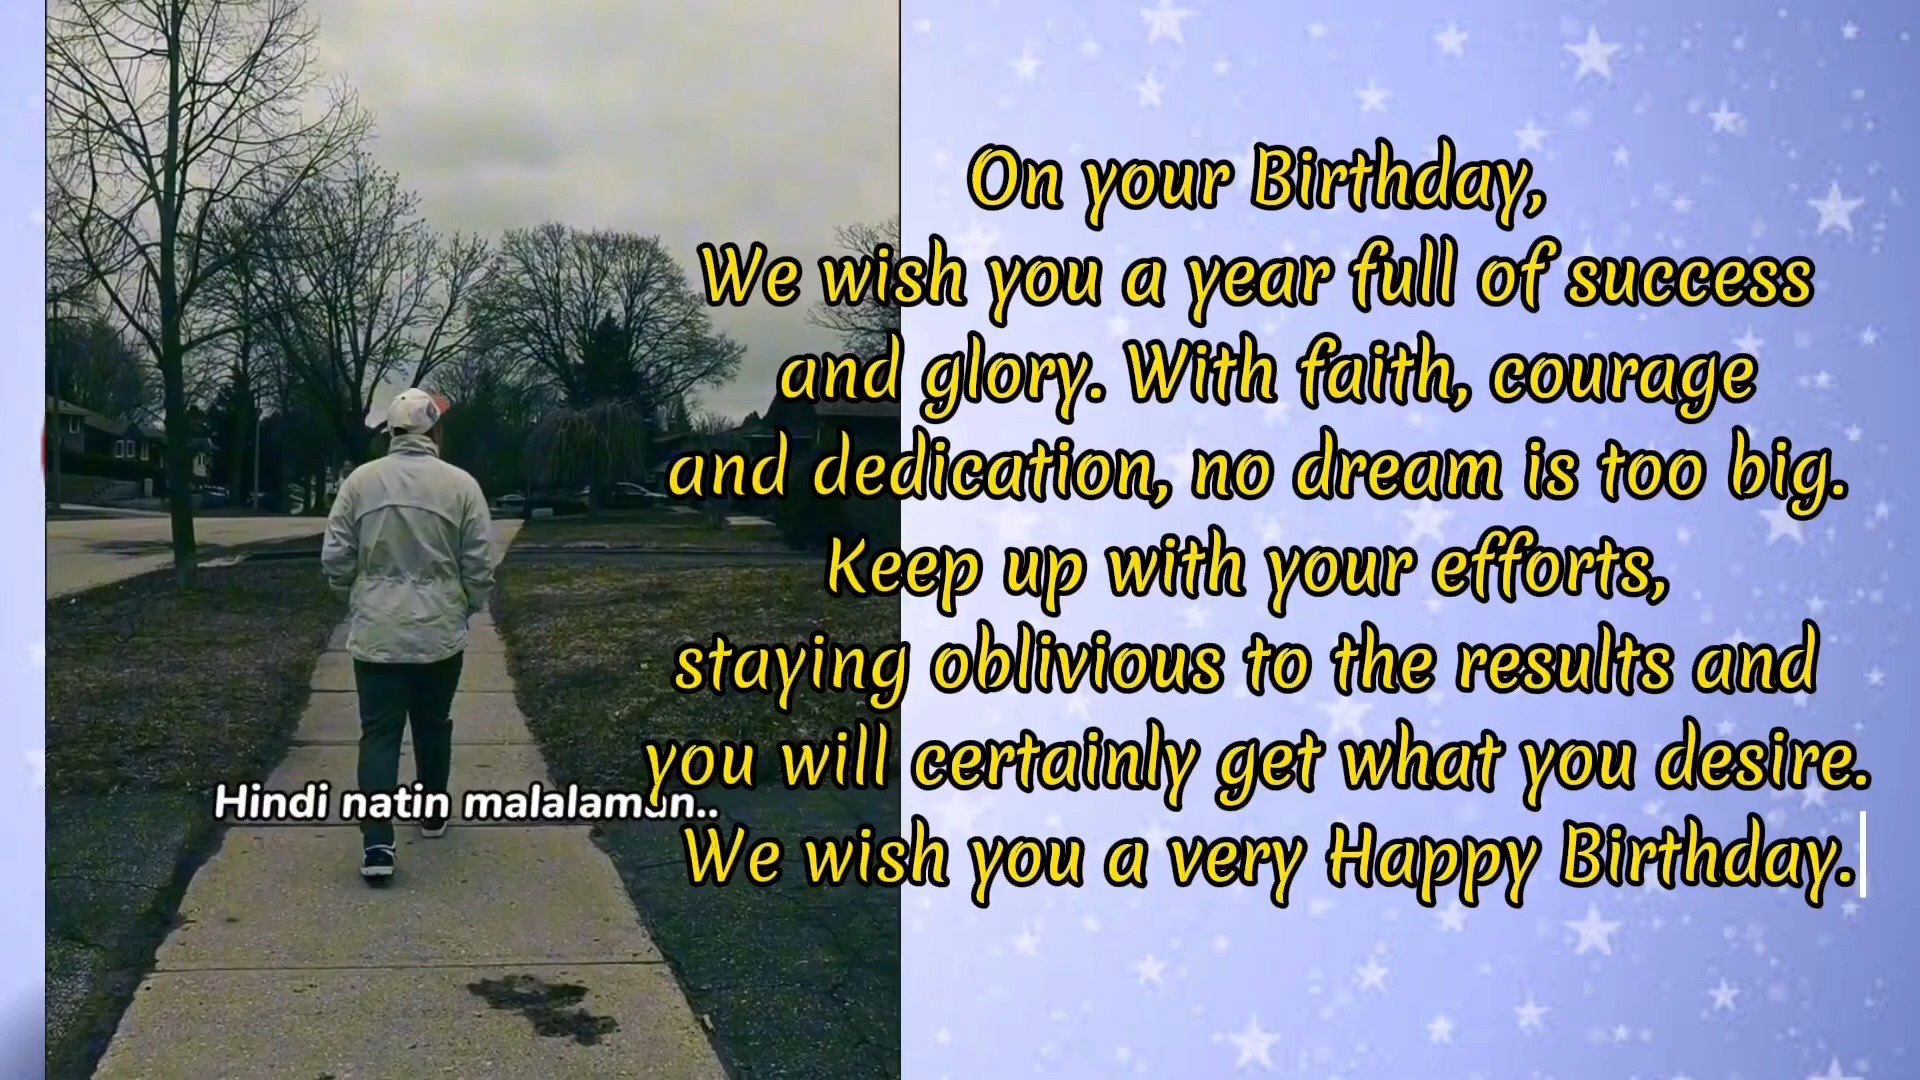 On your Birthday,
We wish you a year full of success
and glory. With faith, courage
and dedication, no dream is too big.
Keep up with your efforts,
staying oblivious to the results and
you will certainly get what you desire.
We wish you a very Happy Birthday.
Hindi natin malalaman..